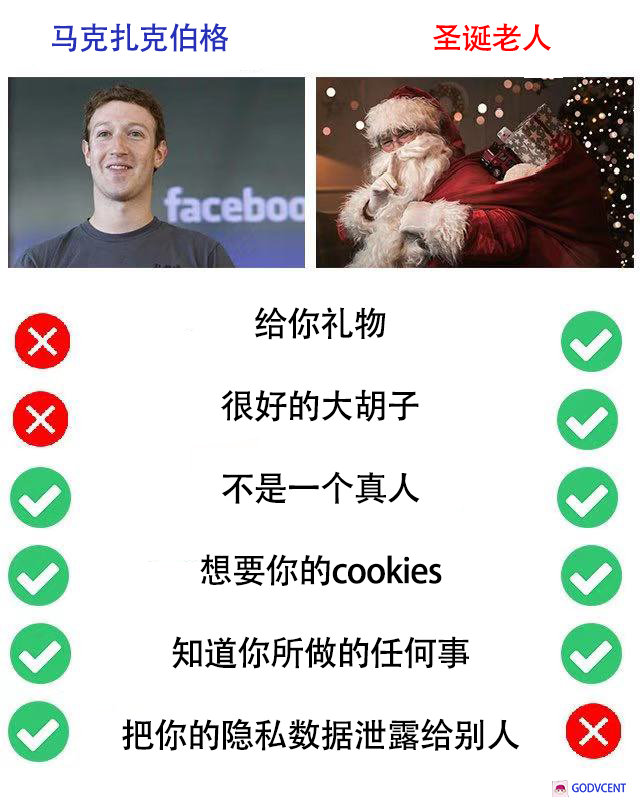 马克扎克伯格
圣诞老人
faceboo
给你礼物
很好的大胡子
不是一个真人
想要你的cookies
知道你所做的任何事
把你的隐私数据泄露给别人
GODVCENT